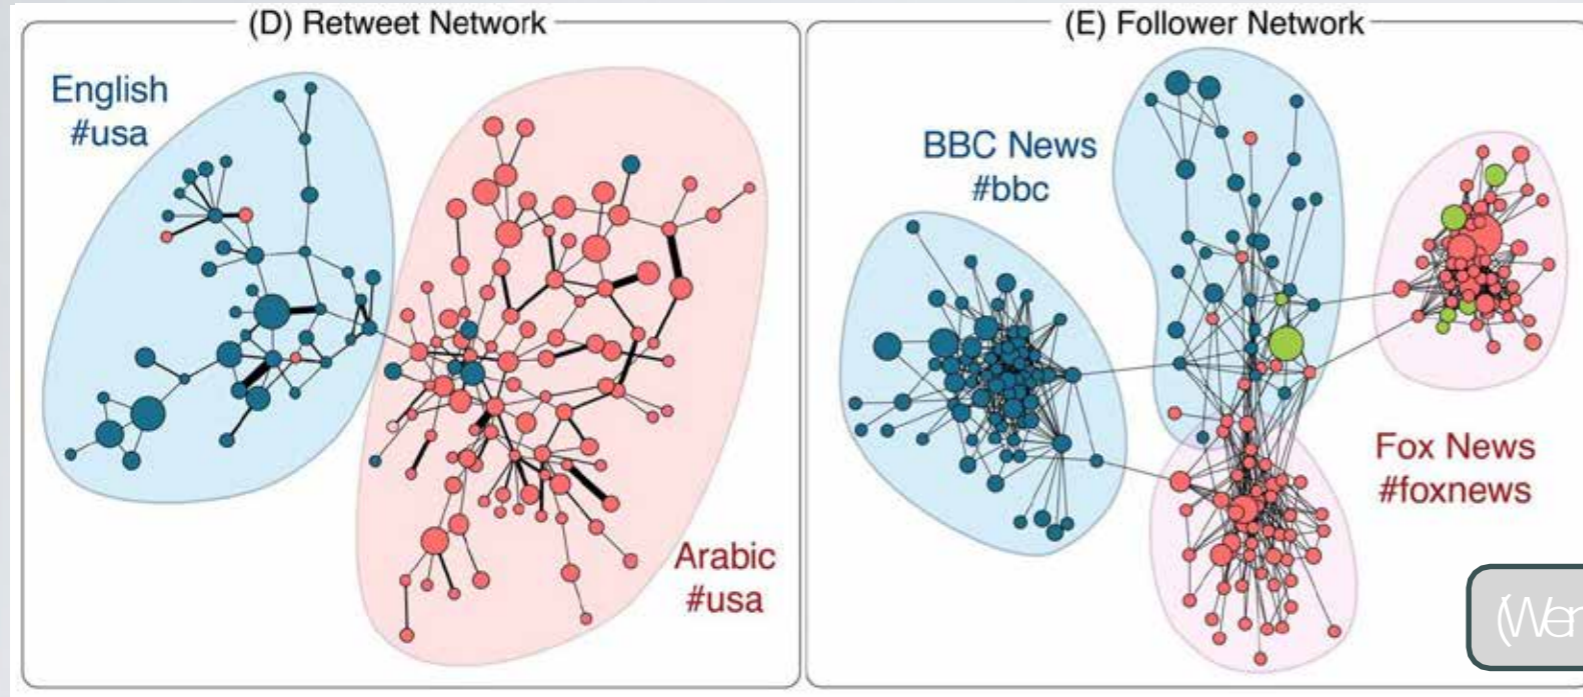 (D) Retweet Network
English
#usa
Arabic
#usa
(E) Follower Network
BBC News
#bbc
Fox News
#foxnews